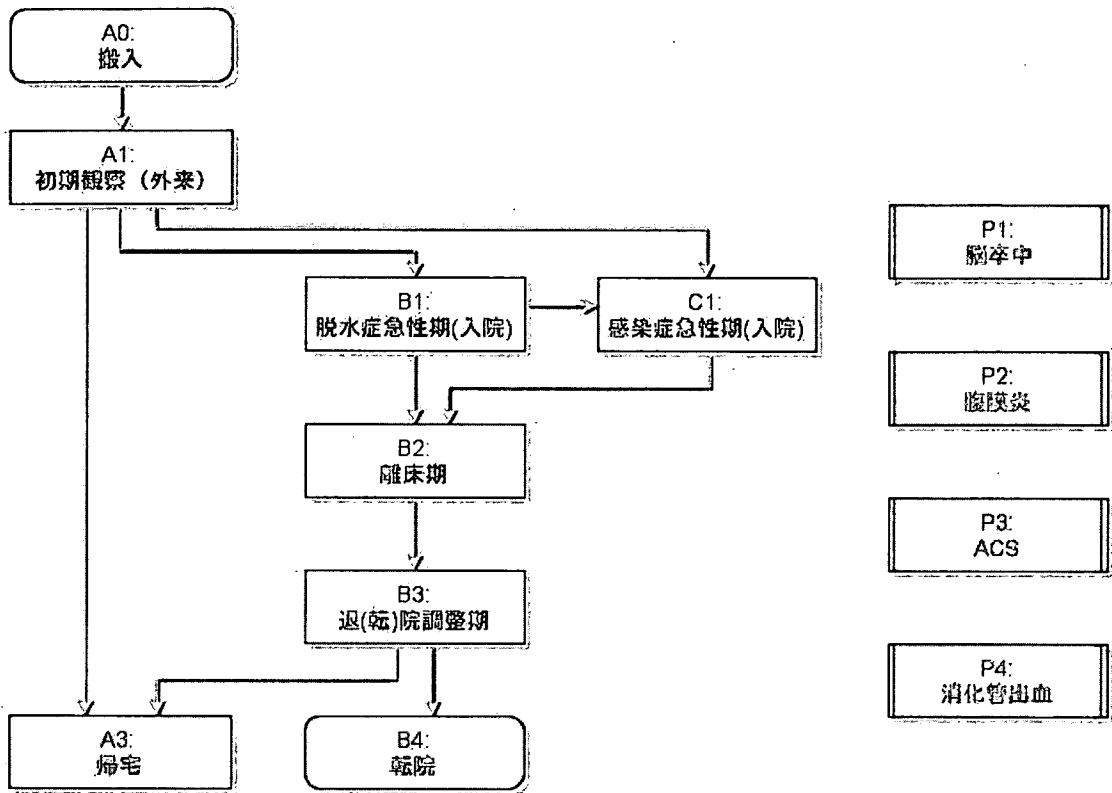 A0:
搬入
A1:
初期観察（外来）
P1:
脳卒中
B1:
脱水症急性期(入院)
C1:
感染症急性期(入院)
P2:
腹膜炎
B2:
離床期
P3:
ACS
B3:
退(転)院調整期
P4:
消化管出血
A3:
帰宅
B4:
転院